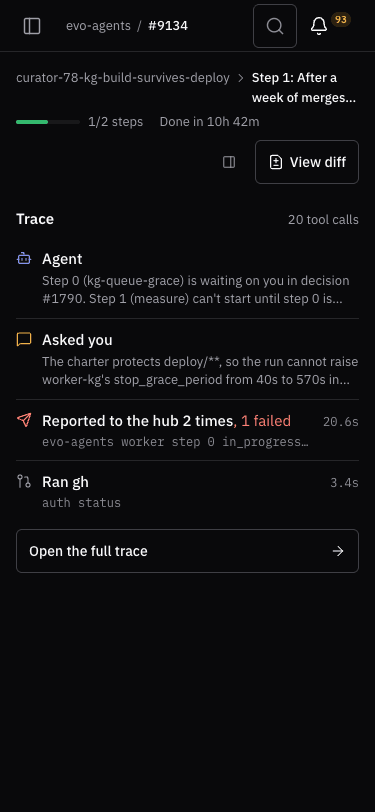 evo-agents / #9134
93
curator-78-kg-build-survives-deploy > Step 1: After a
week of merges...
1/2 steps Done in 10h 42m
View diff
Trace 20 tool calls
Agent
Step 0 (kg-queue-grace) is waiting on you in decision
#1790. Step 1 (measure) can't start until step 0 is...
Asked you
The charter protects deploy/**, so the run cannot raise
worker-kg's stop_grace_period from 40s to 570s in...
Reported to the hub 2 times, 1 failed 20.6s
evo-agents worker step 0 in_progress…
Ran gh 3.4s
auth status
Open the full trace →